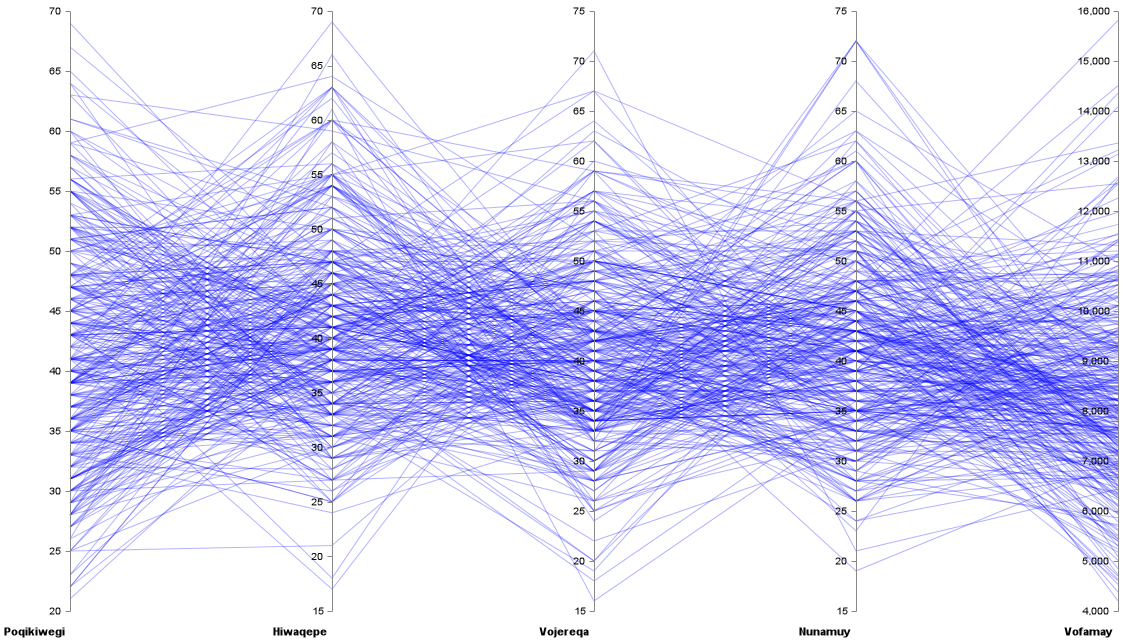 70 70 75 75 16,000
65 65 70 70 15,000
60 60 65 65 14,000
55 55 60 60 13,000
50 50 55 55 12,000
45 45 50 50 11,000
40 40 45 45 10,000
35 35 40 40 9,000
30 30 35 35 8,000
25 25 30 30 7,000
20 20 25 25 6,000
15 20 20 5,000
15 15 4,000
Poqikiwegi Hiwaqepe Vojereqa Nunamuy Vofamay